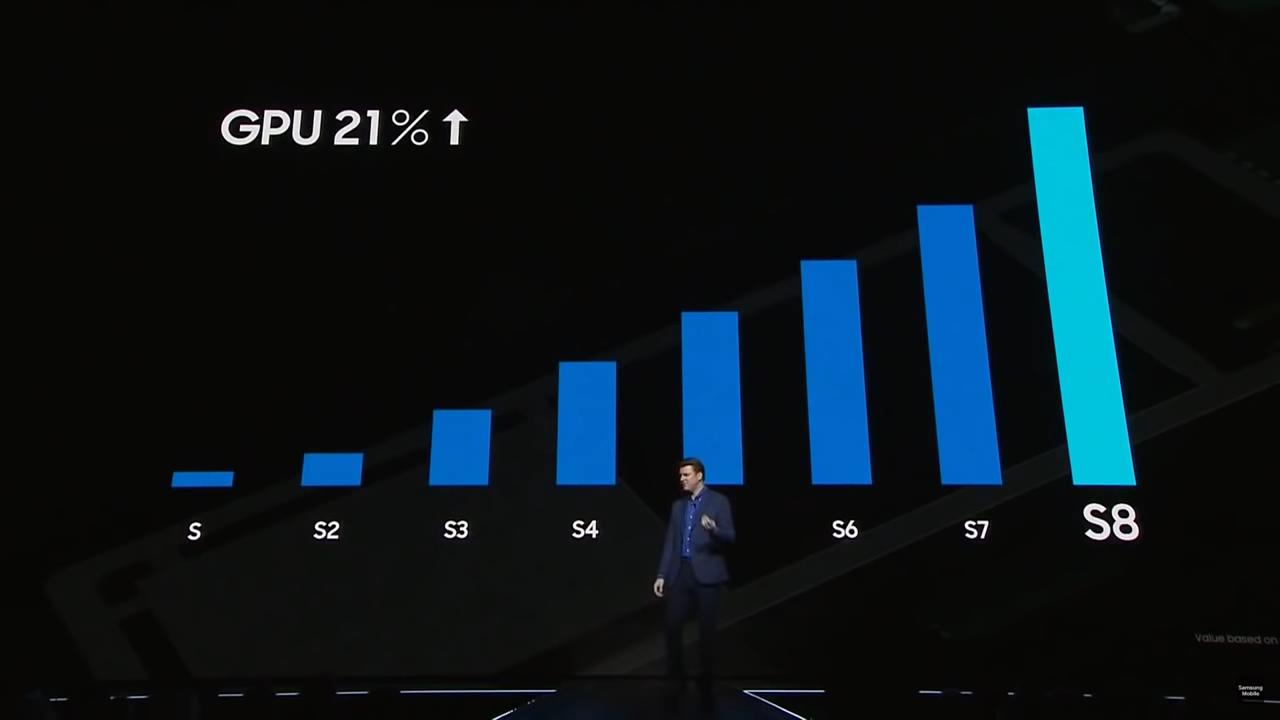 GPU 21%↑
S
S2
S3
S4
S6
S7
S8
Value based on
Samsung
Mobile